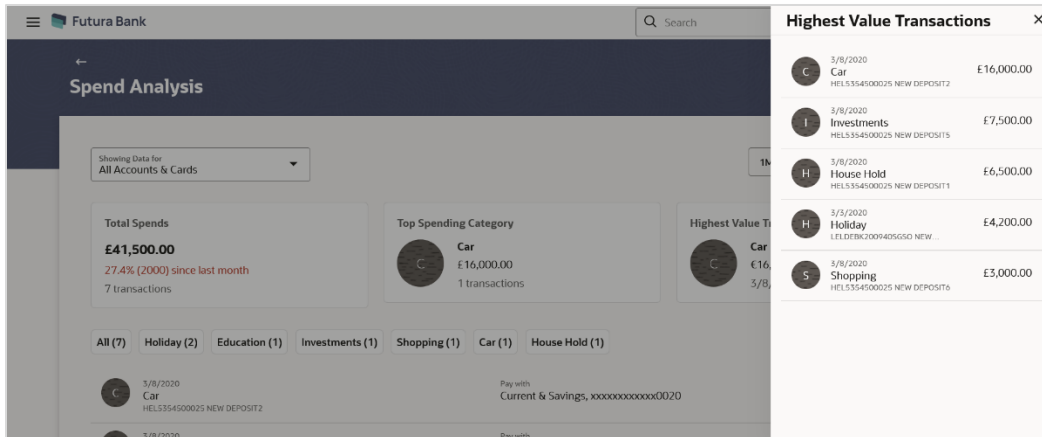 Futura Bank
Search
Spend Analysis
Showing Data for
All Accounts & Cards
1M
Total Spends
£41,500.00
27.4% (2000) since last month
7 transactions
Top Spending Category
C
Car
£16,000.00
1 transactions
Highest Value
C
Car
3/8/
All (7)
Holiday (2)
Education (1)
Investments (1)
Shopping (1)
Car (1)
House Hold (1)
C
3/8/2020
Car
HEL5354500025 NEW DEPOSIT2
Pay with
Current & Savings, xxxxxxxxxxxx0020
3/8/2020
Pay with
Highest Value Transactions
C
3/8/2020
Car
HEL5354500025 NEW DEPOSIT2
£16,000.00
I
3/8/2020
Investments
HEL5354500025 NEW DEPOSIT5
£7,500.00
H
3/8/2020
House Hold
HEL5354500025 NEW DEPOSIT1
£6,500.00
H
3/3/2020
Holiday
LELDEBK200940SGSO NEW...
£4,200.00
S
3/8/2020
Shopping
HEL5354500025 NEW DEPOSIT6
£3,000.00